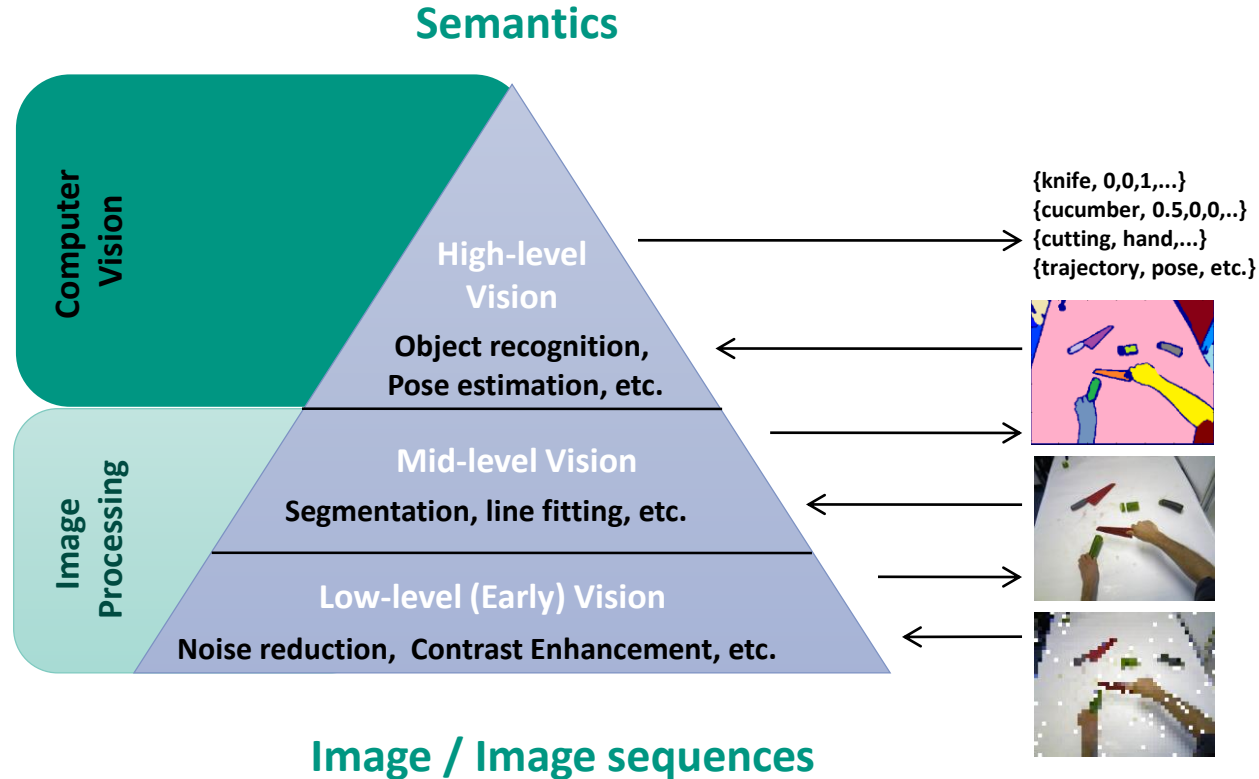 Semantics
Computer
Vision
{knife, 0,0,1,...}
{cucumber, 0.5,0,0,..}
{cutting, hand,...}
{trajectory, pose, etc.}
High-level
Vision
Object recognition,
Pose estimation, etc.
Image
Processing
Mid-level Vision
Segmentation, line fitting, etc.
Low-level (Early) Vision
Noise reduction, Contrast Enhancement, etc.
Image / Image sequences